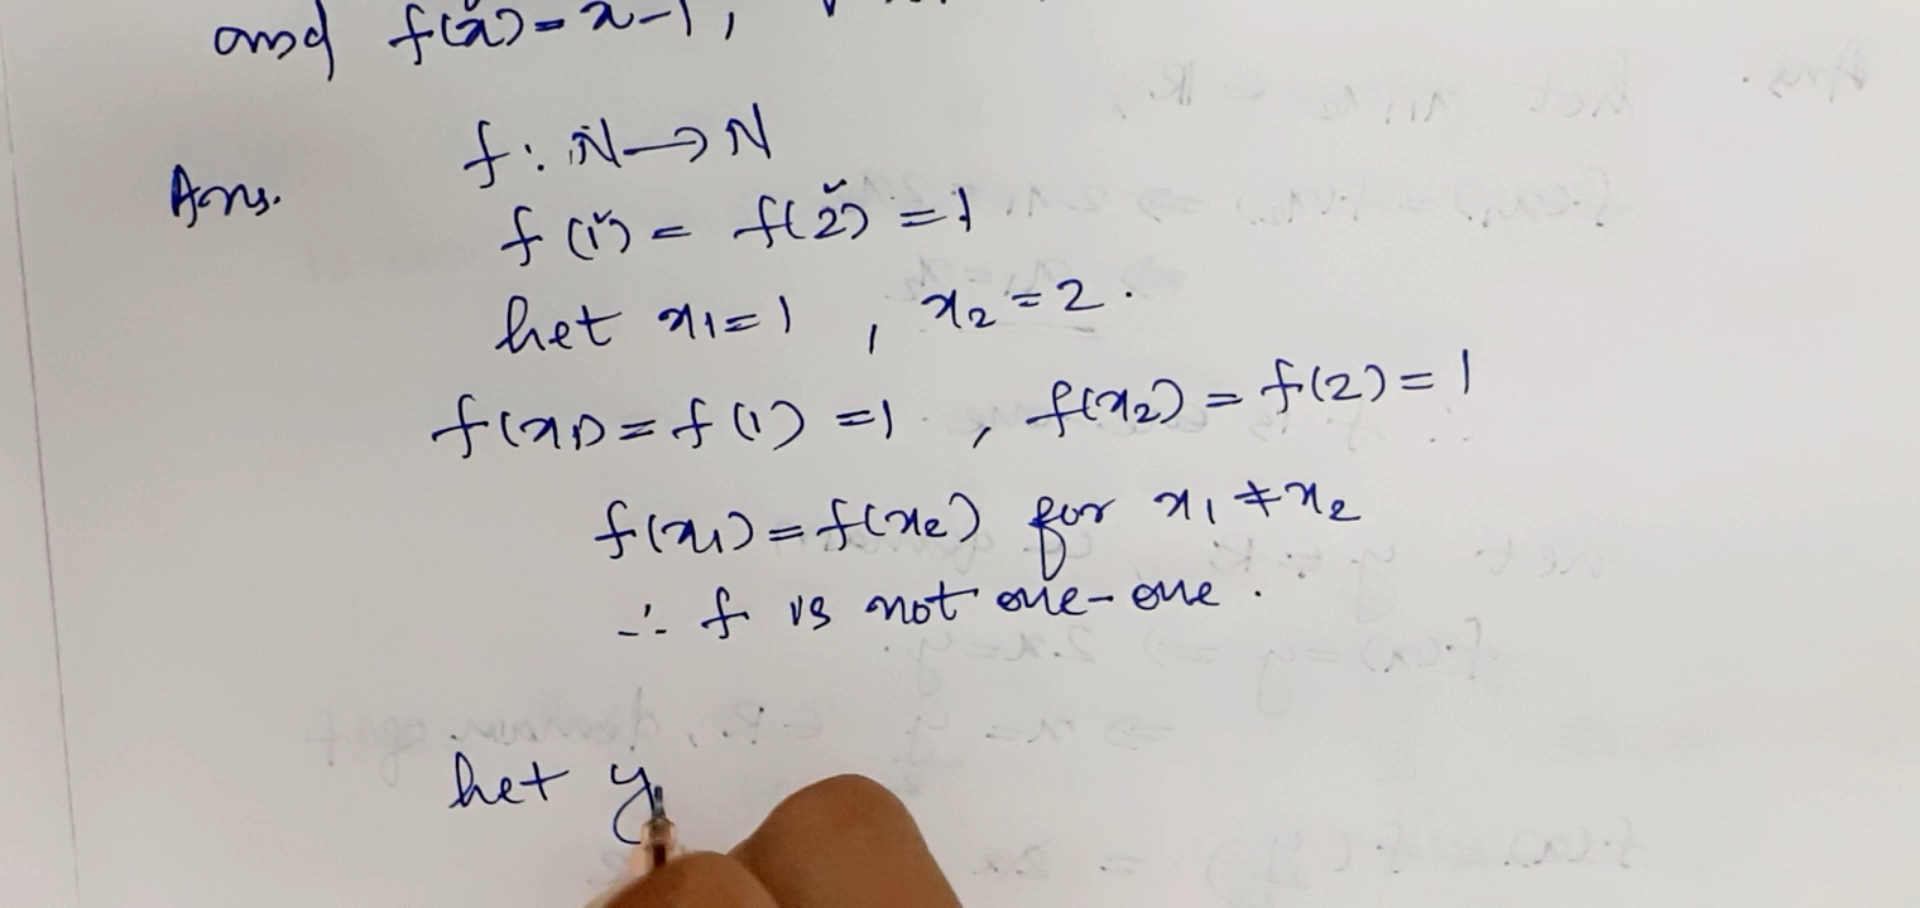 and f(x)=x-1,
f: N→N
Ans.
f(1) = f(2) = 1
Let x₁=1, x₂=2.
f(x₁)=f(1)=1, f(x₂)=f(2)=1
f(x₁)=f(x₂) for x₁≠x₂
∴ f is not one-one.
Let y